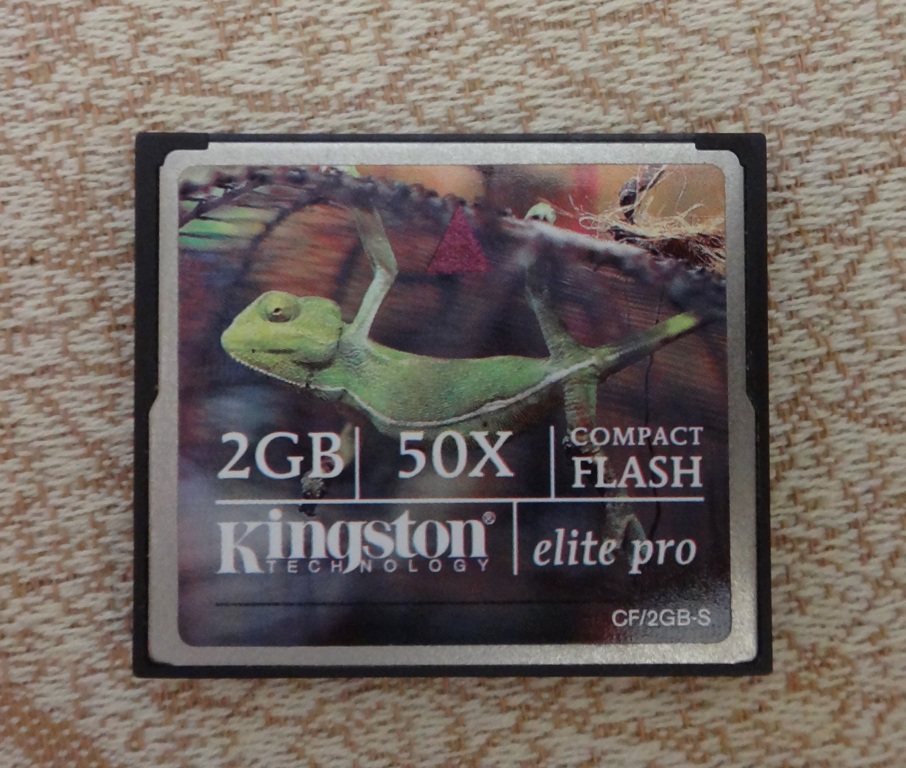 2GB 50X COMPACT FLASH
Kingston® elite pro
TECHNOLOGY
CF/2GB-S